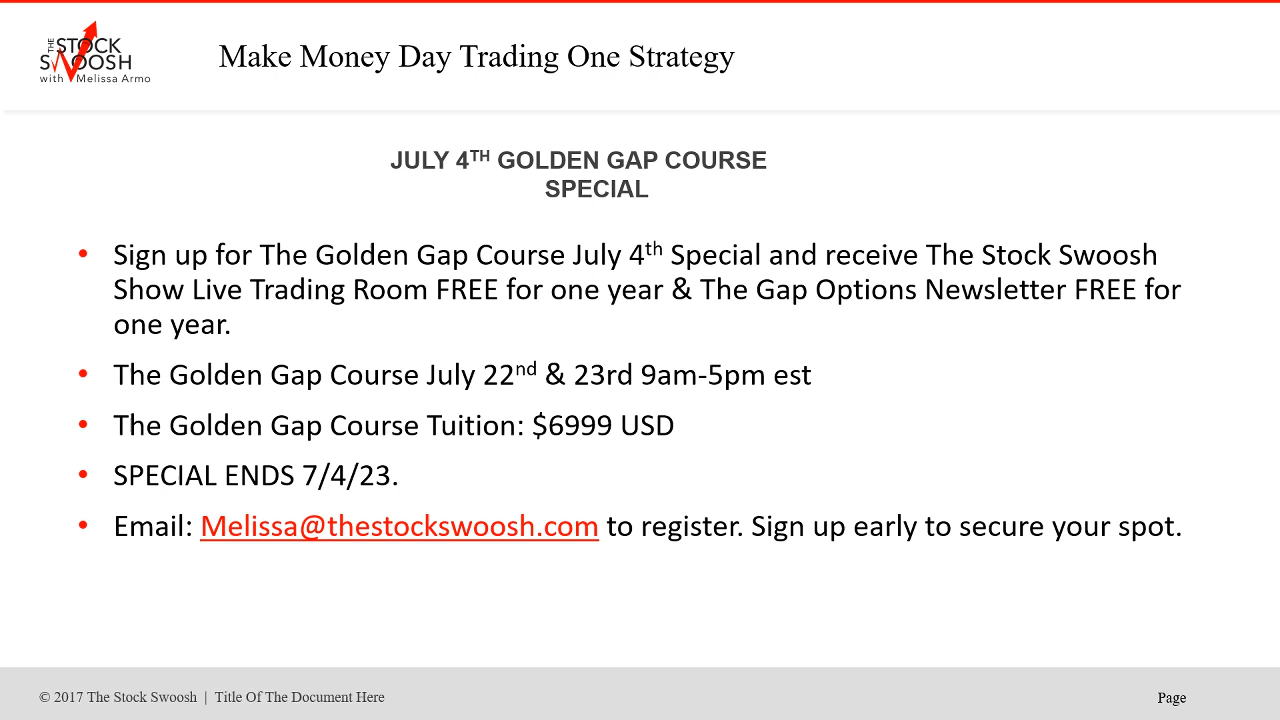 THE
STOCK
SWOOSH
with Melissa Armo
Make Money Day Trading One Strategy
JULY 4TH GOLDEN GAP COURSE
SPECIAL
• Sign up for The Golden Gap Course July 4th Special and receive The Stock Swoosh
Show Live Trading Room FREE for one year & The Gap Options Newsletter FREE for
one year.
• The Golden Gap Course July 22nd & 23rd 9am-5pm est
• The Golden Gap Course Tuition: $6999 USD
• SPECIAL ENDS 7/4/23.
• Email: Melissa@thestockswoosh.com to register. Sign up early to secure your spot.
© 2017 The Stock Swoosh | Title Of The Document Here
Page